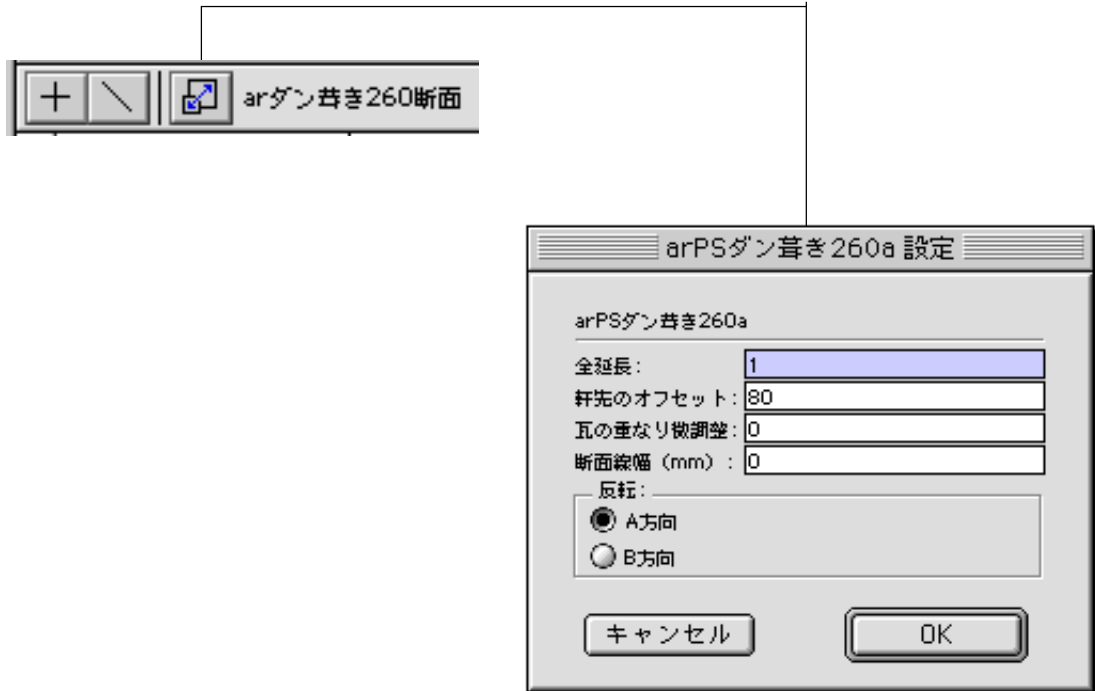 arダン葺き260断面
arPSダン葺き260a 設定
arPSダン葺き260a
全延長： 1
軒先のオフセット： 80
瓦の重なり微調整： 0
断面線幅（mm）： 0
反転：
A方向
B方向
キャンセル OK